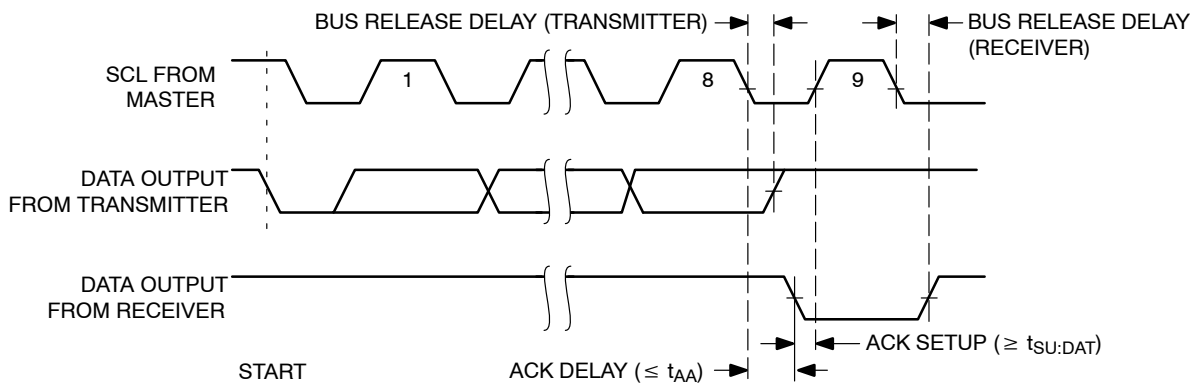 BUS RELEASE DELAY (TRANSMITTER)
BUS RELEASE DELAY
(RECEIVER)
SCL FROM
MASTER
1
8
9
DATA OUTPUT
FROM TRANSMITTER
DATA OUTPUT
FROM RECEIVER
ACK SETUP (≥ tSU:DAT)
START
ACK DELAY (≤ tAA)